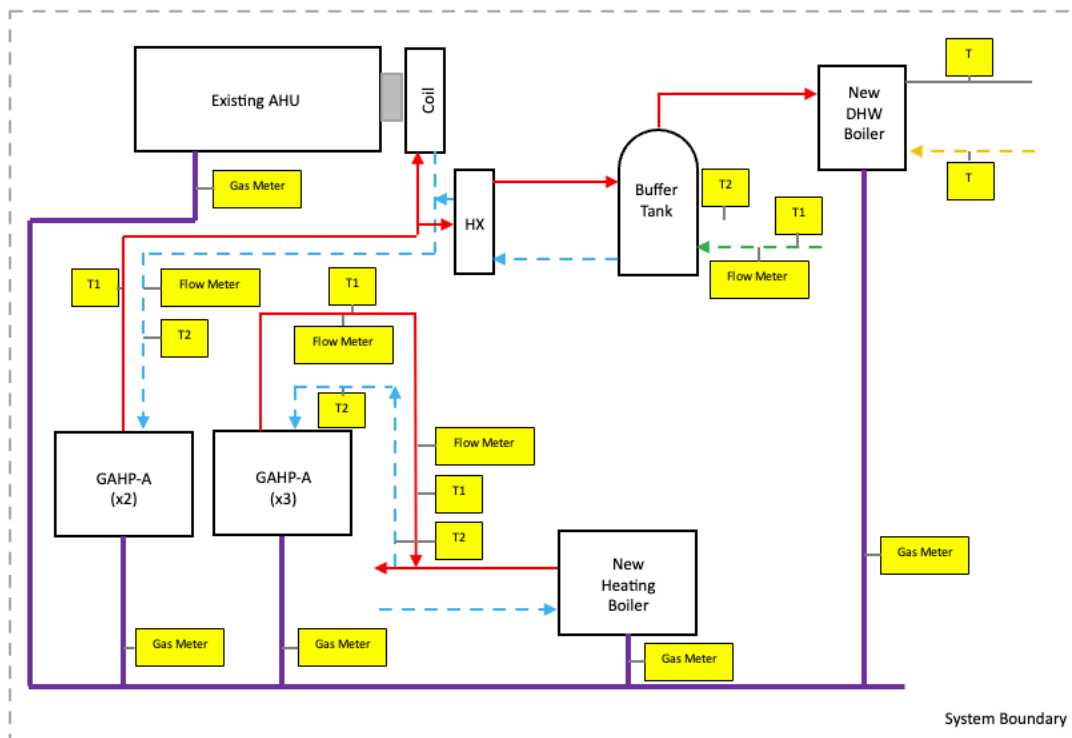 T
Existing AHU
Coil
New
DHW
Boiler
Gas Meter
HX
Buffer
Tank
T2
T
T1
T1
Flow Meter
T1
Flow Meter
T2
Flow Meter
T2
Flow Meter
GAHP-A
(x2)
GAHP-A
(x3)
T1
T2
New
Heating
Boiler
Gas Meter
Gas Meter
Gas Meter
Gas Meter
System Boundary